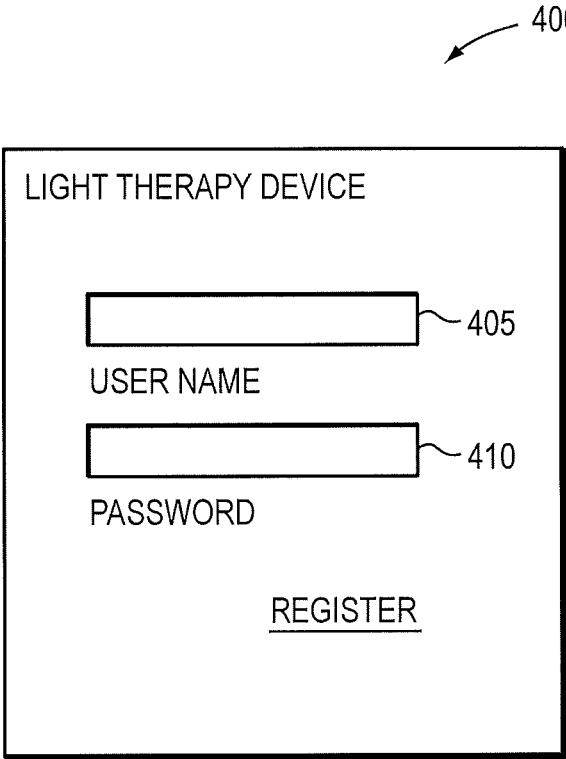 400
LIGHT THERAPY DEVICE
405
USER NAME
410
PASSWORD
REGISTER